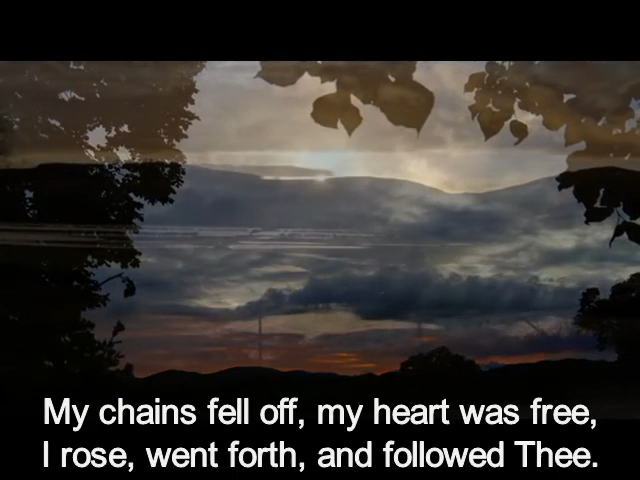 My chains fell off, my heart was free,
I rose, went forth, and followed Thee.